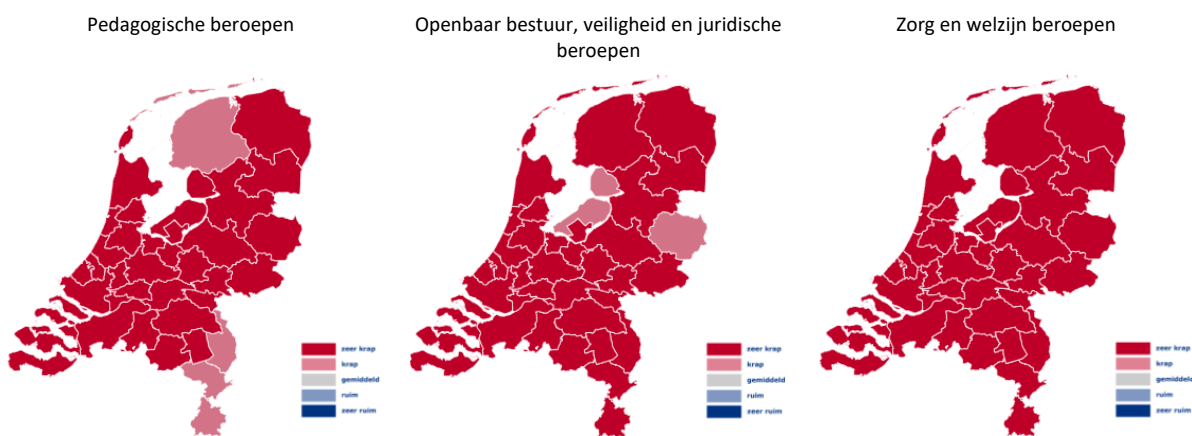 Pedagogische beroepen
Openbaar bestuur, veiligheid en juridische
beroepen
Zorg en welzijn beroepen
zeer krap
krap
gemiddeld
ruim
zeer ruim
zeer krap
krap
gemiddeld
ruim
zeer ruim
zeer krap
krap
gemiddeld
ruim
zeer ruim